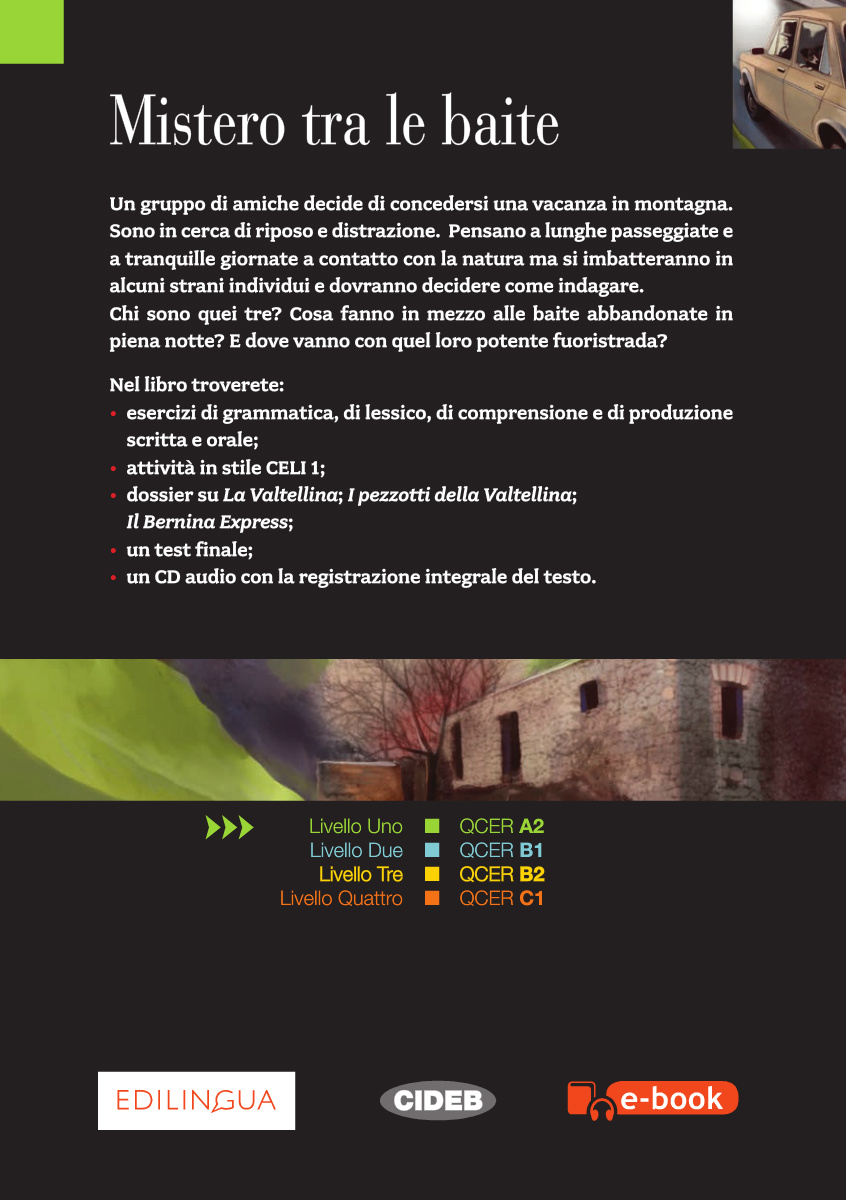 Mistero tra le baite
Un gruppo di amiche decide di concedersi una vacanza in montagna.
Sono in cerca di riposo e distrazione. Pensano a lunghe passeggiate e
a tranquille giornate a contatto con la natura ma si imbatteranno in
alcuni strani individui e dovranno decidere come indagare.
Chi sono quei tre? Cosa fanno in mezzo alle baite abbandonate in
piena notte? E dove vanno con quel loro potente fuoristrada?
Nel libro troverete:
• esercizi di grammatica, di lessico, di comprensione e di produzione
scritta e orale;
• attività in stile CELI 1;
• dossier su La Valtellina; I pezzotti della Valtellina;
Il Bernina Express;
• un test finale;
• un CD audio con la registrazione integrale del testo.
Livello Uno ■ QCER A2
Livello Due ■ QCER B1
Livello Tre ■ QCER B2
Livello Quattro ■ QCER C1
EDILINGUA
CIDEB
e-book